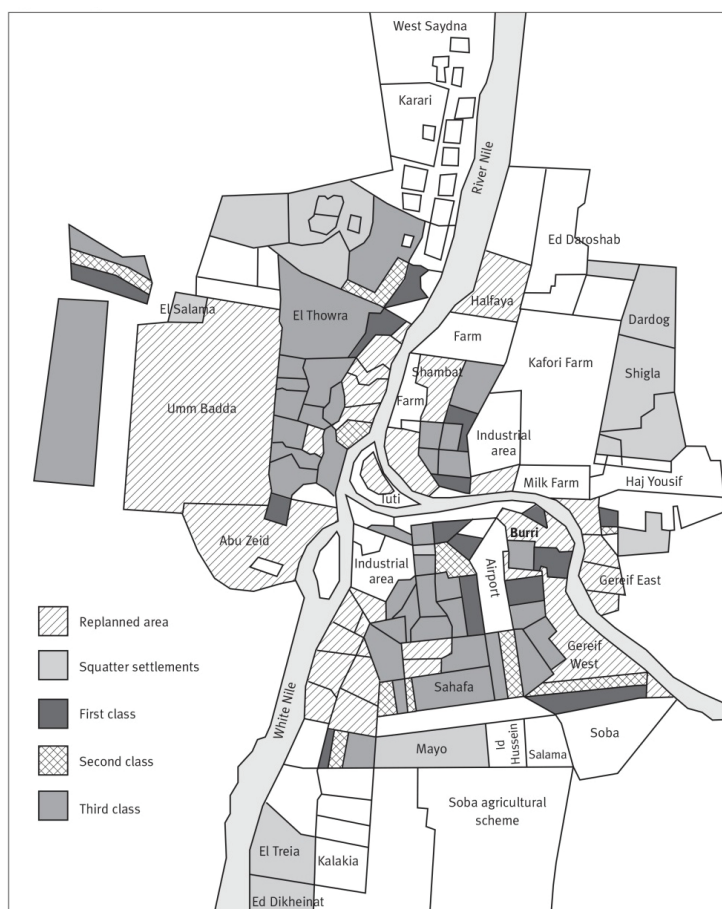 West Saydna
Karari
River Nile
Ed Daroshab
Halfaya
El Salama
El Thowra
Farm
Dardog
Kafori Farm
Shambat
Shigla
Umm Badda
Farm
Industrial
area
Milk Farm
Haj Yousif
Tuti
Abu Zeid
Industrial
area
Burri
Airport
Gereif East
Gereif
West
White Nile
Sahafa
Mayo
Hussein
Id
Salama
Soba
Soba agricultural
scheme
El Treia
Kalakia
Ed Dikheinat
Replanned area
Squatter settlements
First class
Second class
Third class